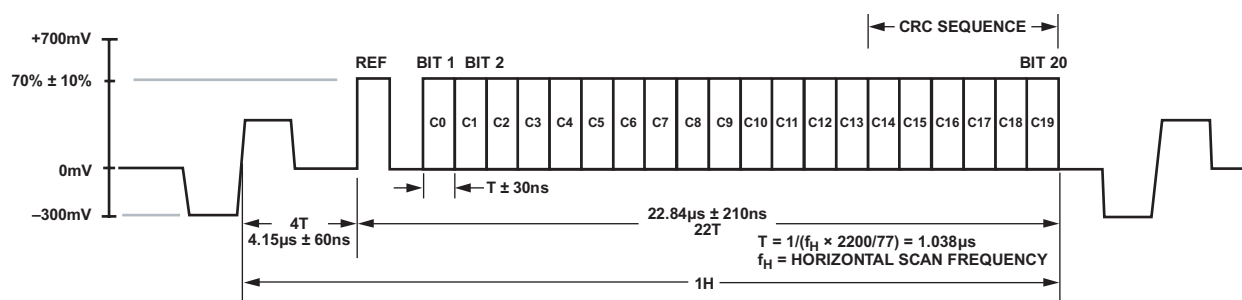 +700mV
CRC SEQUENCE
REF
BIT 1
BIT 2
BIT 20
70% ± 10%
C0
C1
C2
C3
C4
C5
C6
C7
C8
C9
C10
C11
C12
C13
C14
C15
C16
C17
C18
C19
0mV
T ± 30ns
–300mV
4T
4.15µs ± 60ns
22.84µs ± 210ns
22T
T = 1/(fH × 2200/77) = 1.038µs
fH = HORIZONTAL SCAN FREQUENCY
1H